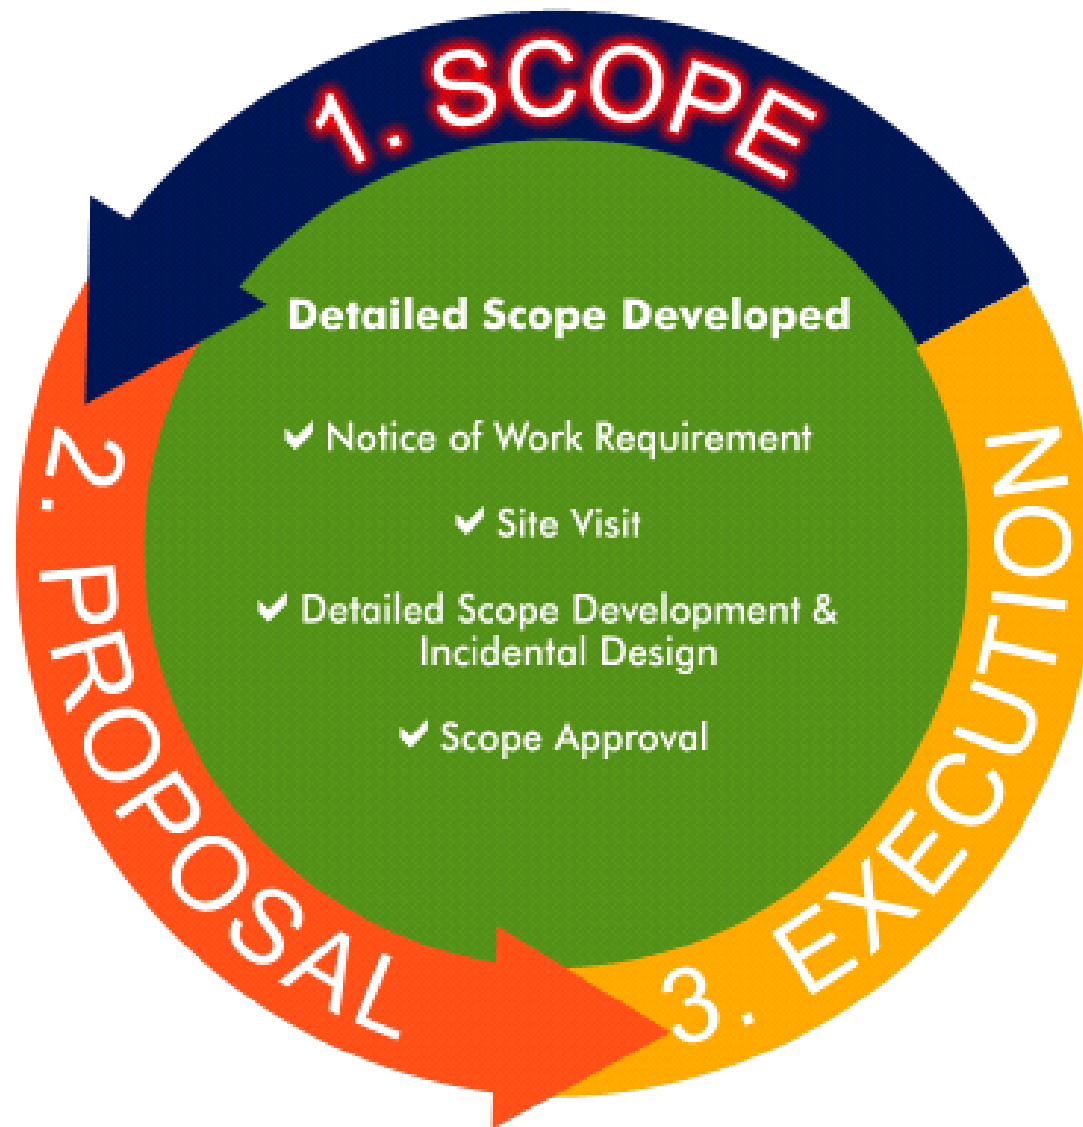 1. SCOPE
Detailed Scope Developed
✓ Notice of Work Requirement
✓ Site Visit
✓ Detailed Scope Development &
Incidental Design
✓ Scope Approval
2. PROPOSAL
3. EXECUTION